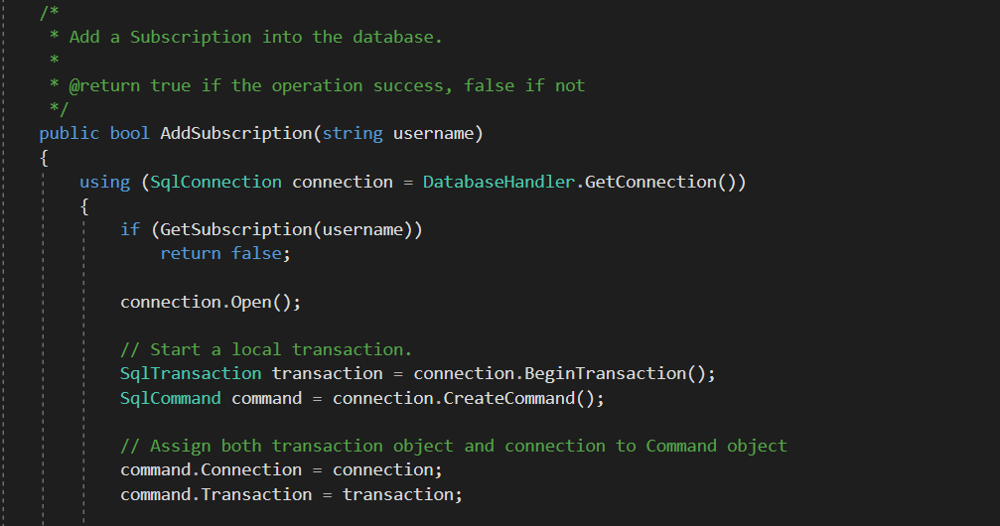 /*
 * Add a Subscription into the database.
 *
 * @return true if the operation success, false if not
 */
public bool AddSubscription(string username)
{
    using (SqlConnection connection = DatabaseHandler.GetConnection())
    {
        if (GetSubscription(username))
            return false;

        connection.Open();

        // Start a local transaction.
        SqlTransaction transaction = connection.BeginTransaction();
        SqlCommand command = connection.CreateCommand();

        // Assign both transaction object and connection to Command object
        command.Connection = connection;
        command.Transaction = transaction;